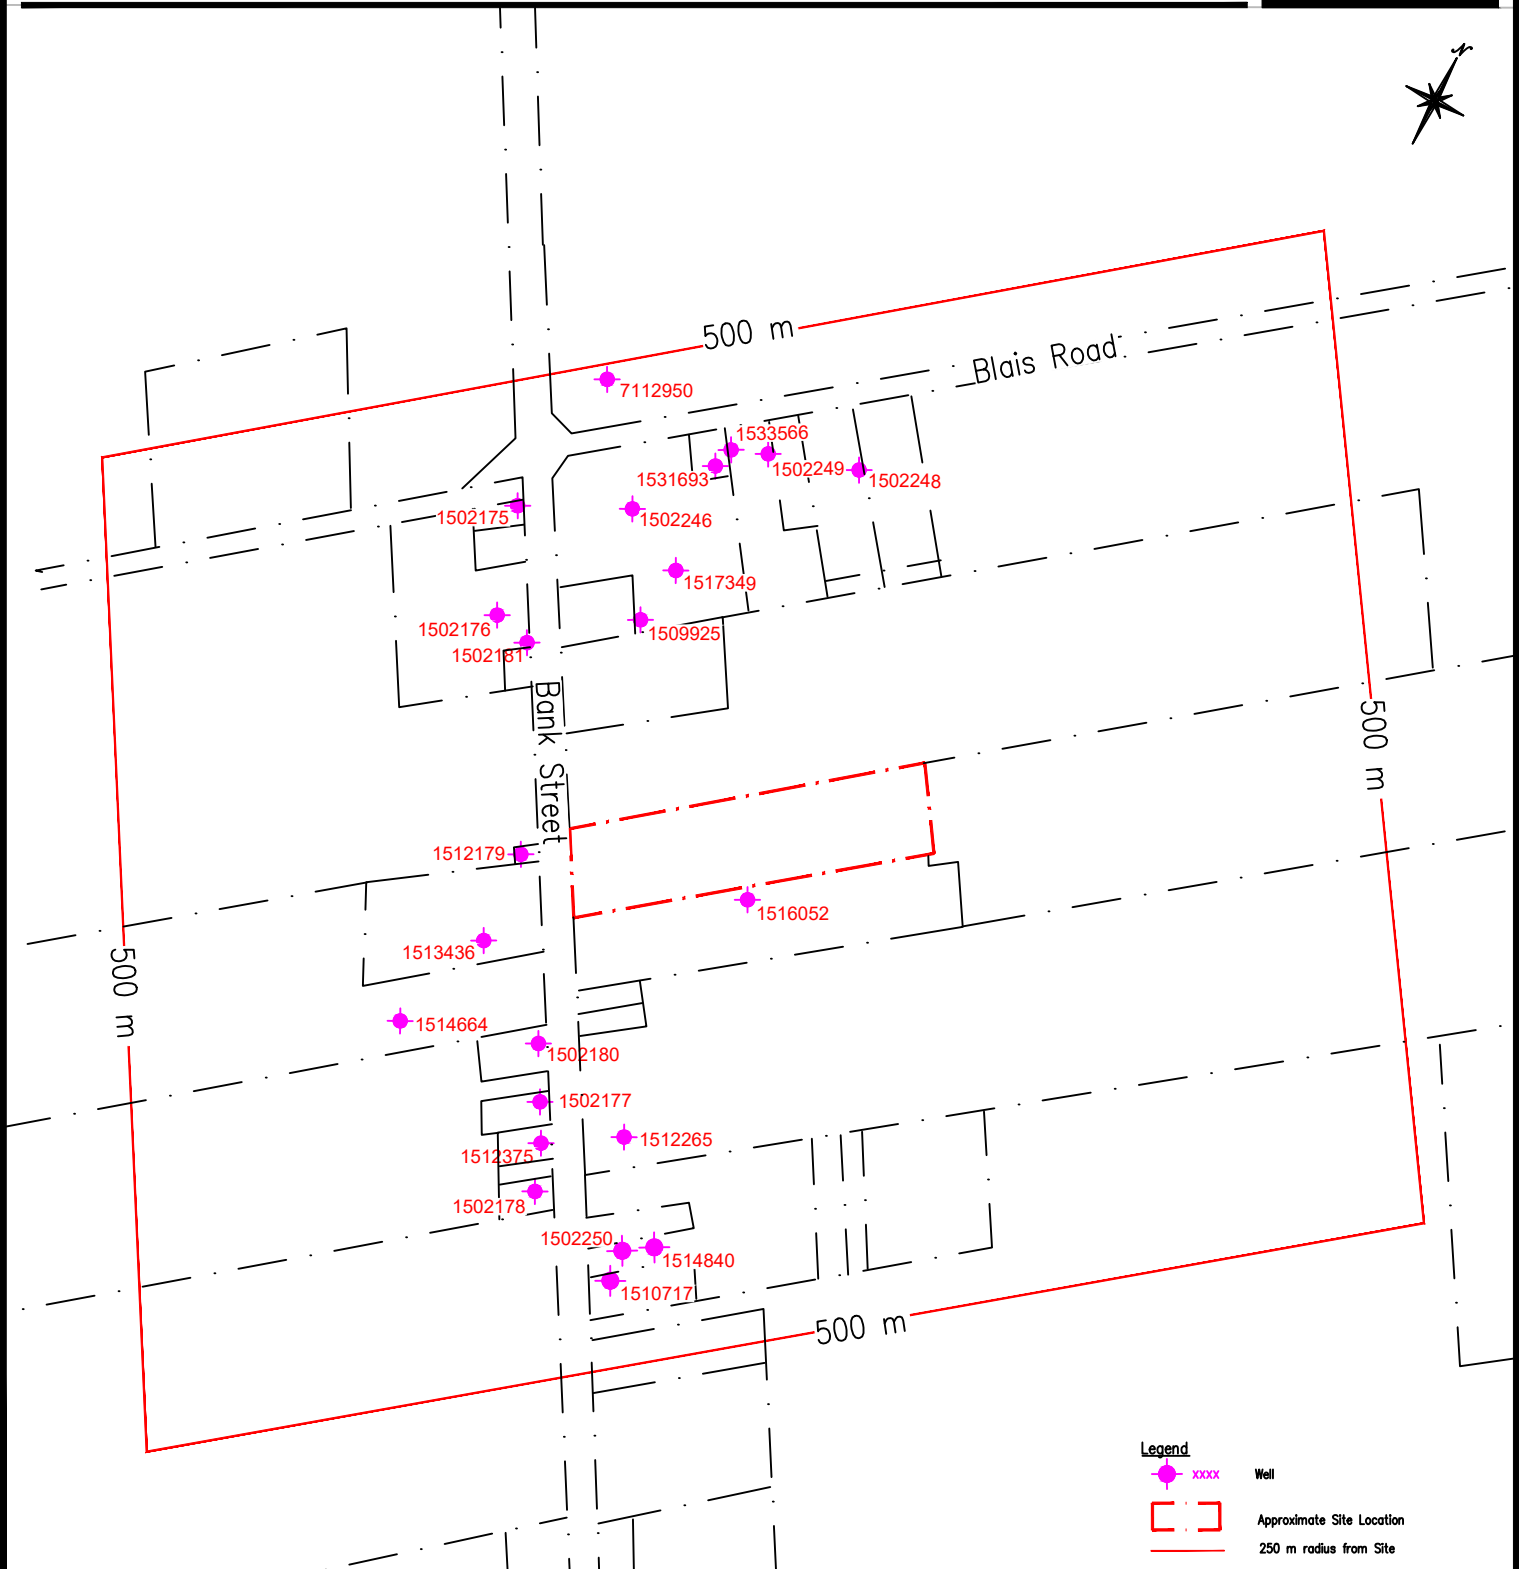 N
500 m
Blais Road
7112950
1533566
1531693
1502249
1502248
1502175
1502246
1517349
1502176
1509925
1502181
Bank Street
500 m
1512179
1516052
1513436
500 m
1514664
1502180
1502177
1512265
1512375
1502178
1502250
1514840
1510717
500 m
Legend
xxxx Well
Approximate Site Location
250 m radius from Site